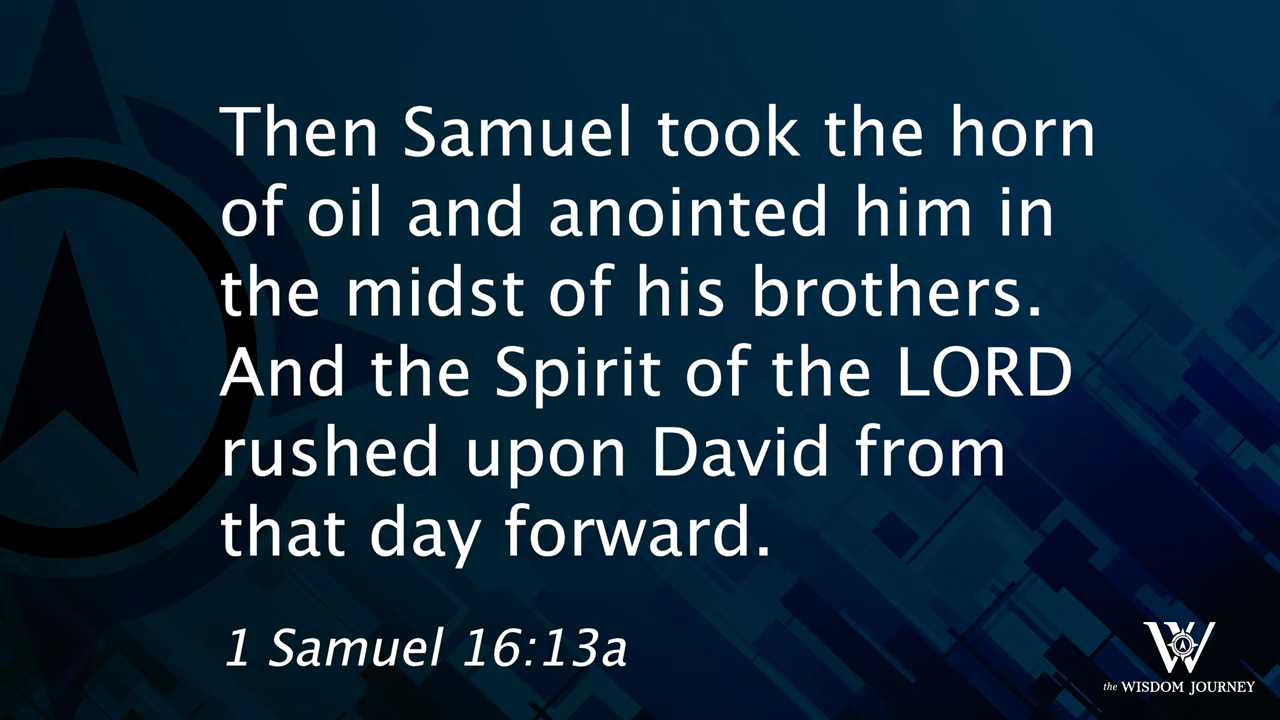 Then Samuel took the horn
of oil and anointed him in
the midst of his brothers.
And the Spirit of the LORD
rushed upon David from
that day forward.
1 Samuel 16:13a
W
the WISDOM JOURNEY